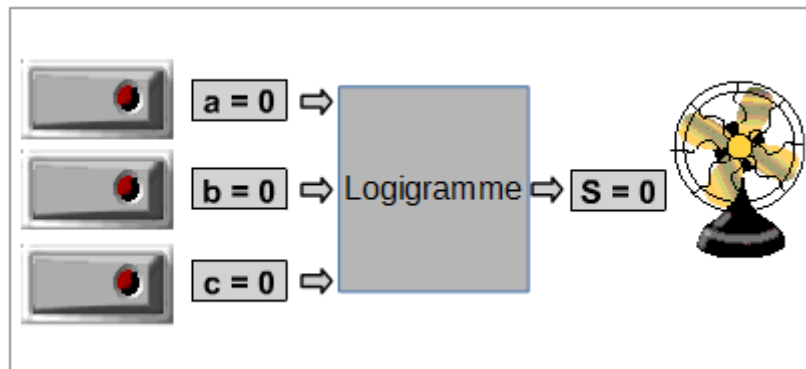 a = 0
b = 0
Logigramme
S = 0
c = 0